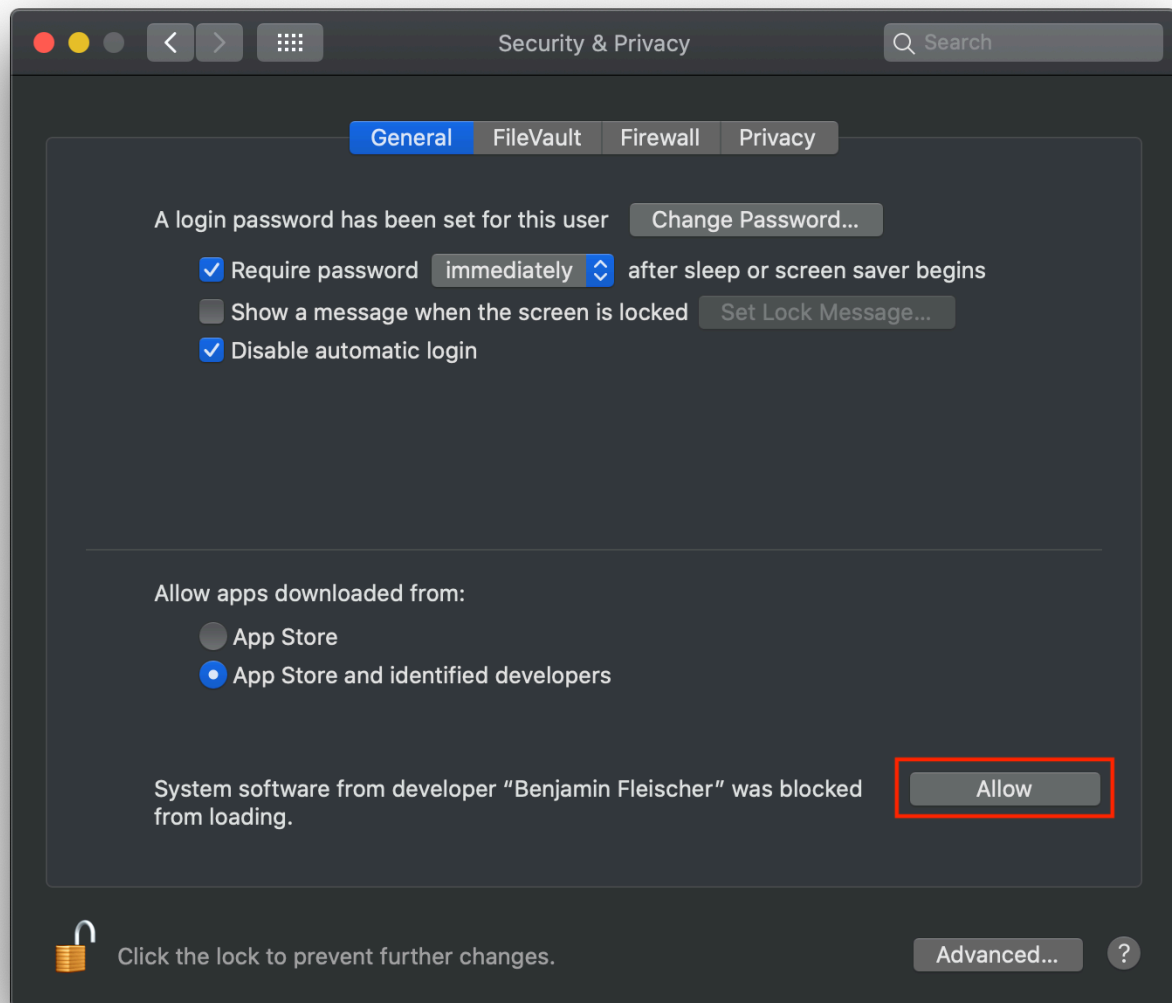 Security & Privacy
Search
General FileVault Firewall Privacy
A login password has been set for this user Change Password...
Require password immediately after sleep or screen saver begins
Show a message when the screen is locked Set Lock Message...
Disable automatic login
Allow apps downloaded from:
App Store
App Store and identified developers
System software from developer “Benjamin Fleischer” was blocked
from loading.
Allow
Click the lock to prevent further changes.
Advanced...
?